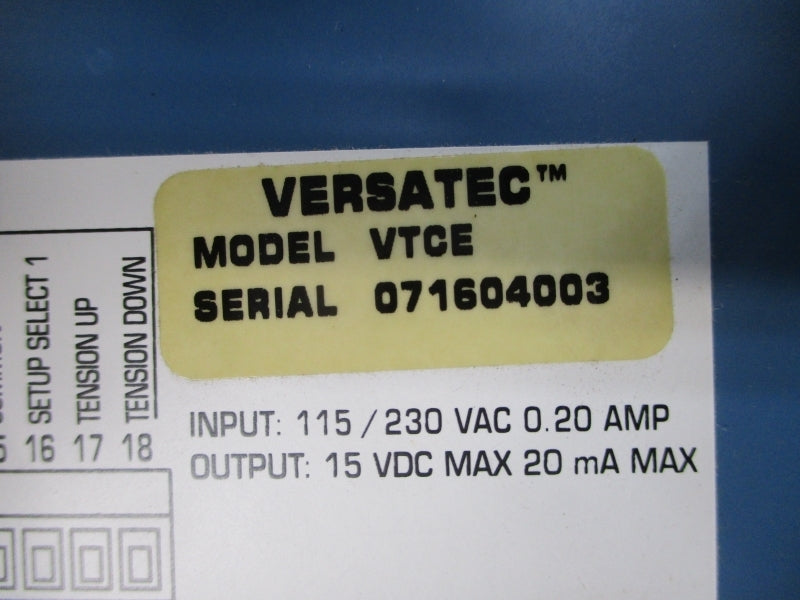 VERSATEC™
MODEL VTCE
SERIAL 071604003
INPUT: 115 / 230 VAC 0.20 AMP
OUTPUT: 15 VDC MAX 20 mA MAX
16 SETUP SELECT 1
17 TENSION UP
18 TENSION DOWN